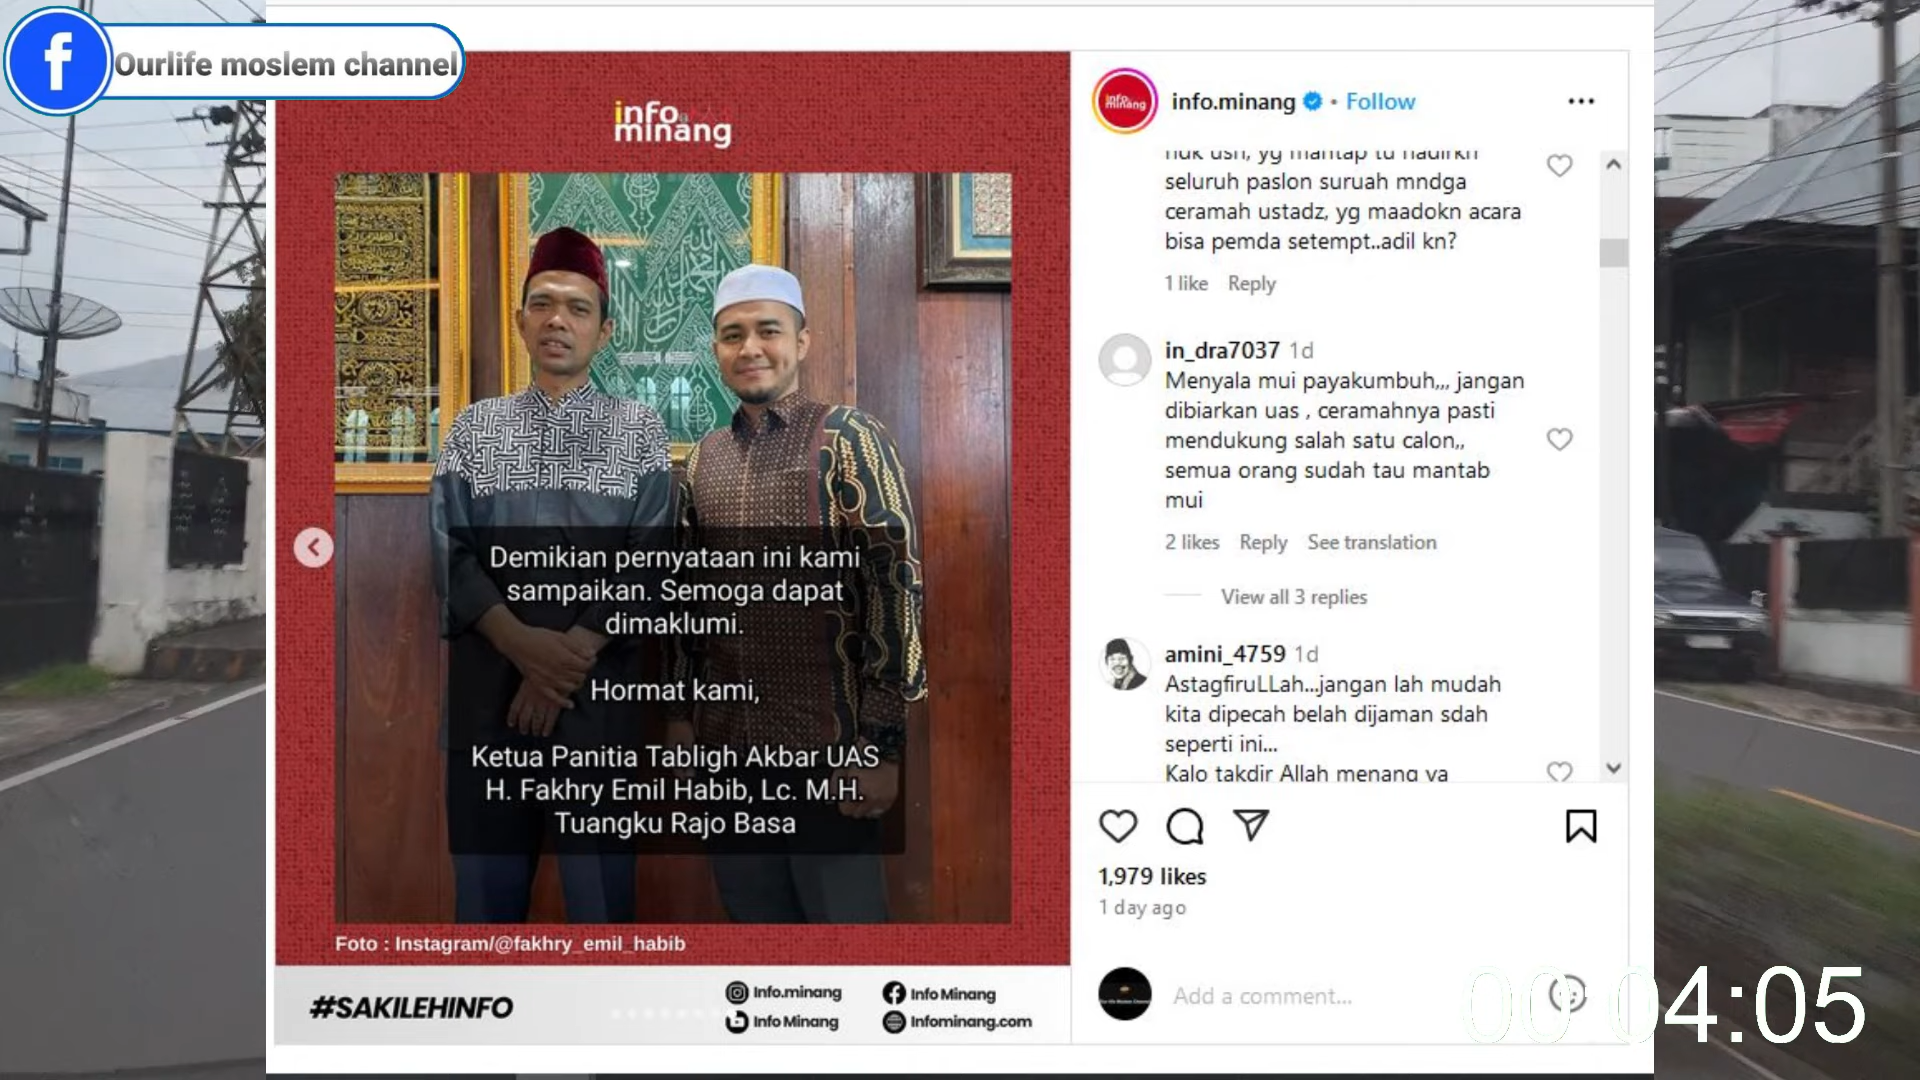 Ourlife moslem channel
info
minang
Demikian pernyataan ini kami
sampaikan. Semoga dapat
dimaklumi.
Hormat kami,
Ketua Panitia Tabligh Akbar UAS
H. Fakhry Emil Habib, Lc. M.H.
Tuangku Rajo Basa
Foto : Instagram/@fakhry_emil_habib
#SAKILEHINFO
Info.minang
Info Minang
Info Minang
Infominang.com
info.minang • Follow
seluruh paslon suruah mndga
ceramah ustadz, yg maadokn acara
bisa pemda setempt..adil kn?
1 like Reply
in_dra7037 1d
Menyala mui payakumbuh,,, jangan
dibiarkan uas , ceramahnya pasti
mendukung salah satu calon,,
semua orang sudah tau mantab
mui
2 likes Reply See translation
View all 3 replies
amini_4759 1d
AstagfiruLLah...jangan lah mudah
kita dipecah belah dijaman sdah
seperti ini...
Kalo takdir Allah menang ya
1,979 likes
1 day ago
Add a comment...
00:04:05